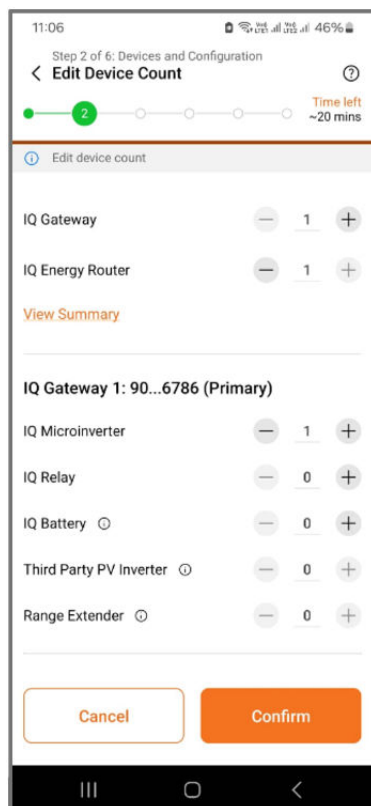 11:06 46%
Step 2 of 6: Devices and Configuration
Edit Device Count
2 Time left
~20 mins
Edit device count
IQ Gateway 1
IQ Energy Router 1
View Summary
IQ Gateway 1: 90...6786 (Primary)
IQ Microinverter 1
IQ Relay 0
IQ Battery 0
Third Party PV Inverter 0
Range Extender 0
Cancel Confirm